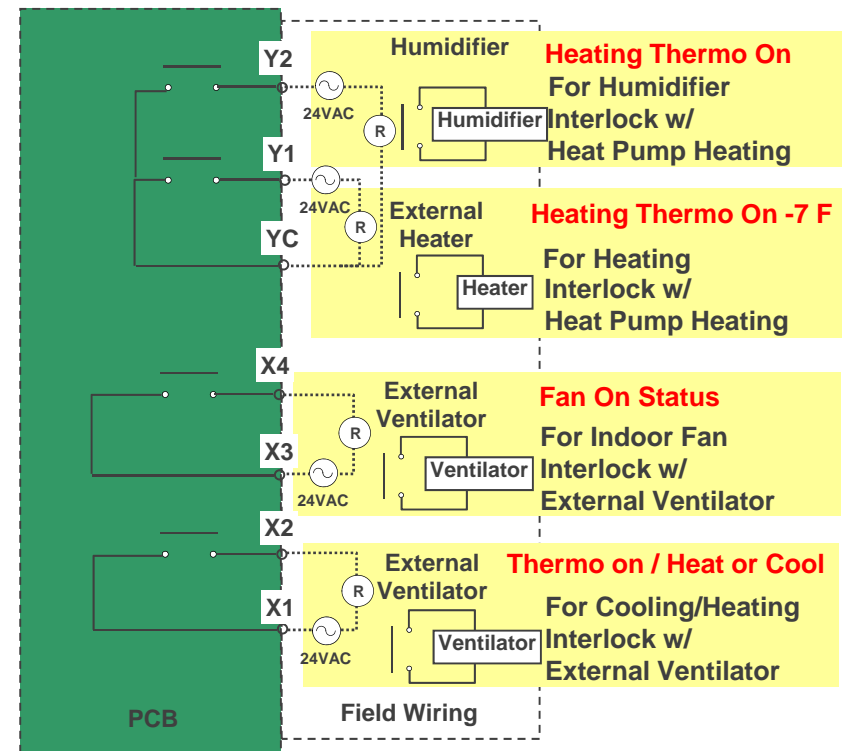 Y2
Humidifier
Heating Thermo On
For Humidifier
Interlock w/
Heat Pump Heating
24VAC
R
Humidifier
Y1
24VAC
R
YC
External
Heater
Heater
Heating Thermo On -7 F
For Heating
Interlock w/
Heat Pump Heating
X4
External
Ventilator
R
Ventilator
X3
24VAC
Fan On Status
For Indoor Fan
Interlock w/
External Ventilator
X2
External
Ventilator
R
Ventilator
X1
24VAC
Thermo on / Heat or Cool
For Cooling/Heating
Interlock w/
External Ventilator
PCB
Field Wiring